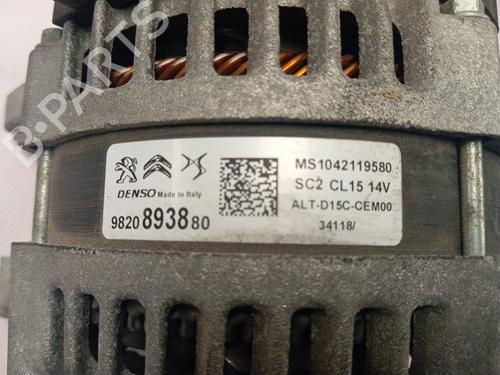 B-PARTS
MS1042119580
DENSO Made in Italy
SC2 CL15 14V
9820893880
ALT-D15C-CEM00
34118/